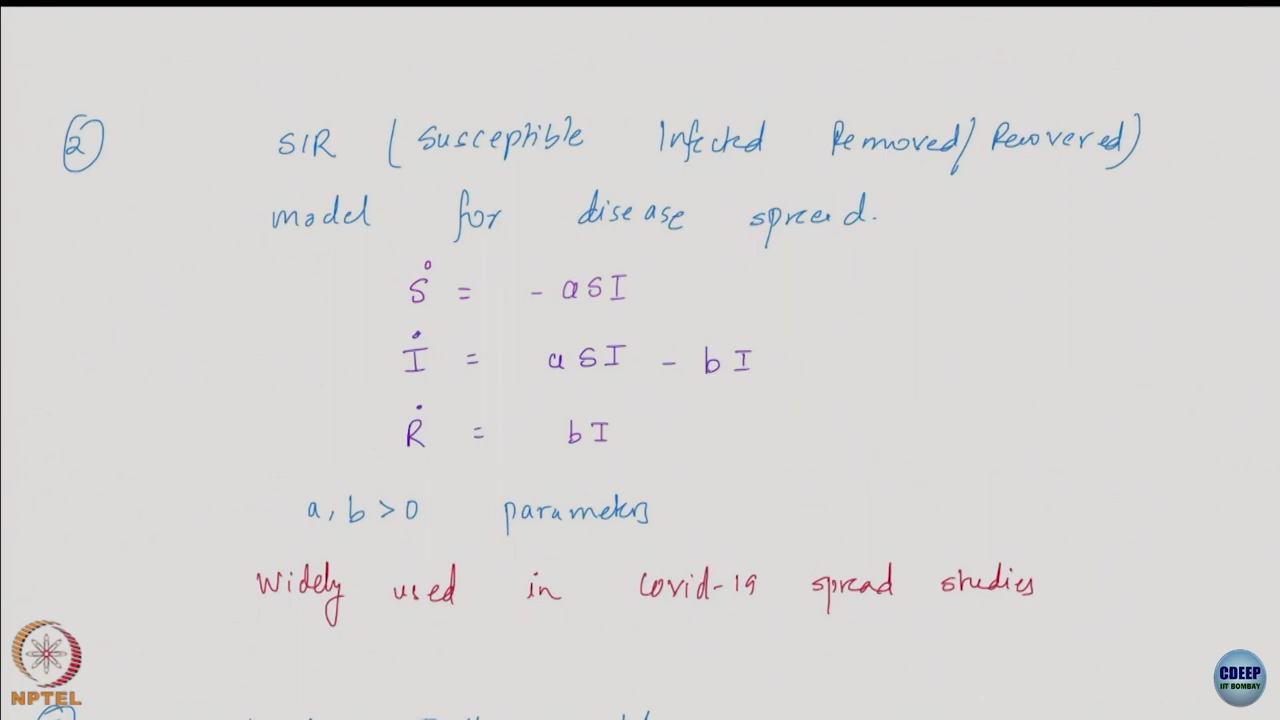 ② SIR ( Susceptible Infected Removed/ Recovered)
model for disease spread.
Ṡ = - aSI
İ = aSI - bI
Ṙ = bI
a, b > 0 parameters
Widely used in Covid-19 spread studies
NPTEL
CDEEP
IIT BOMBAY